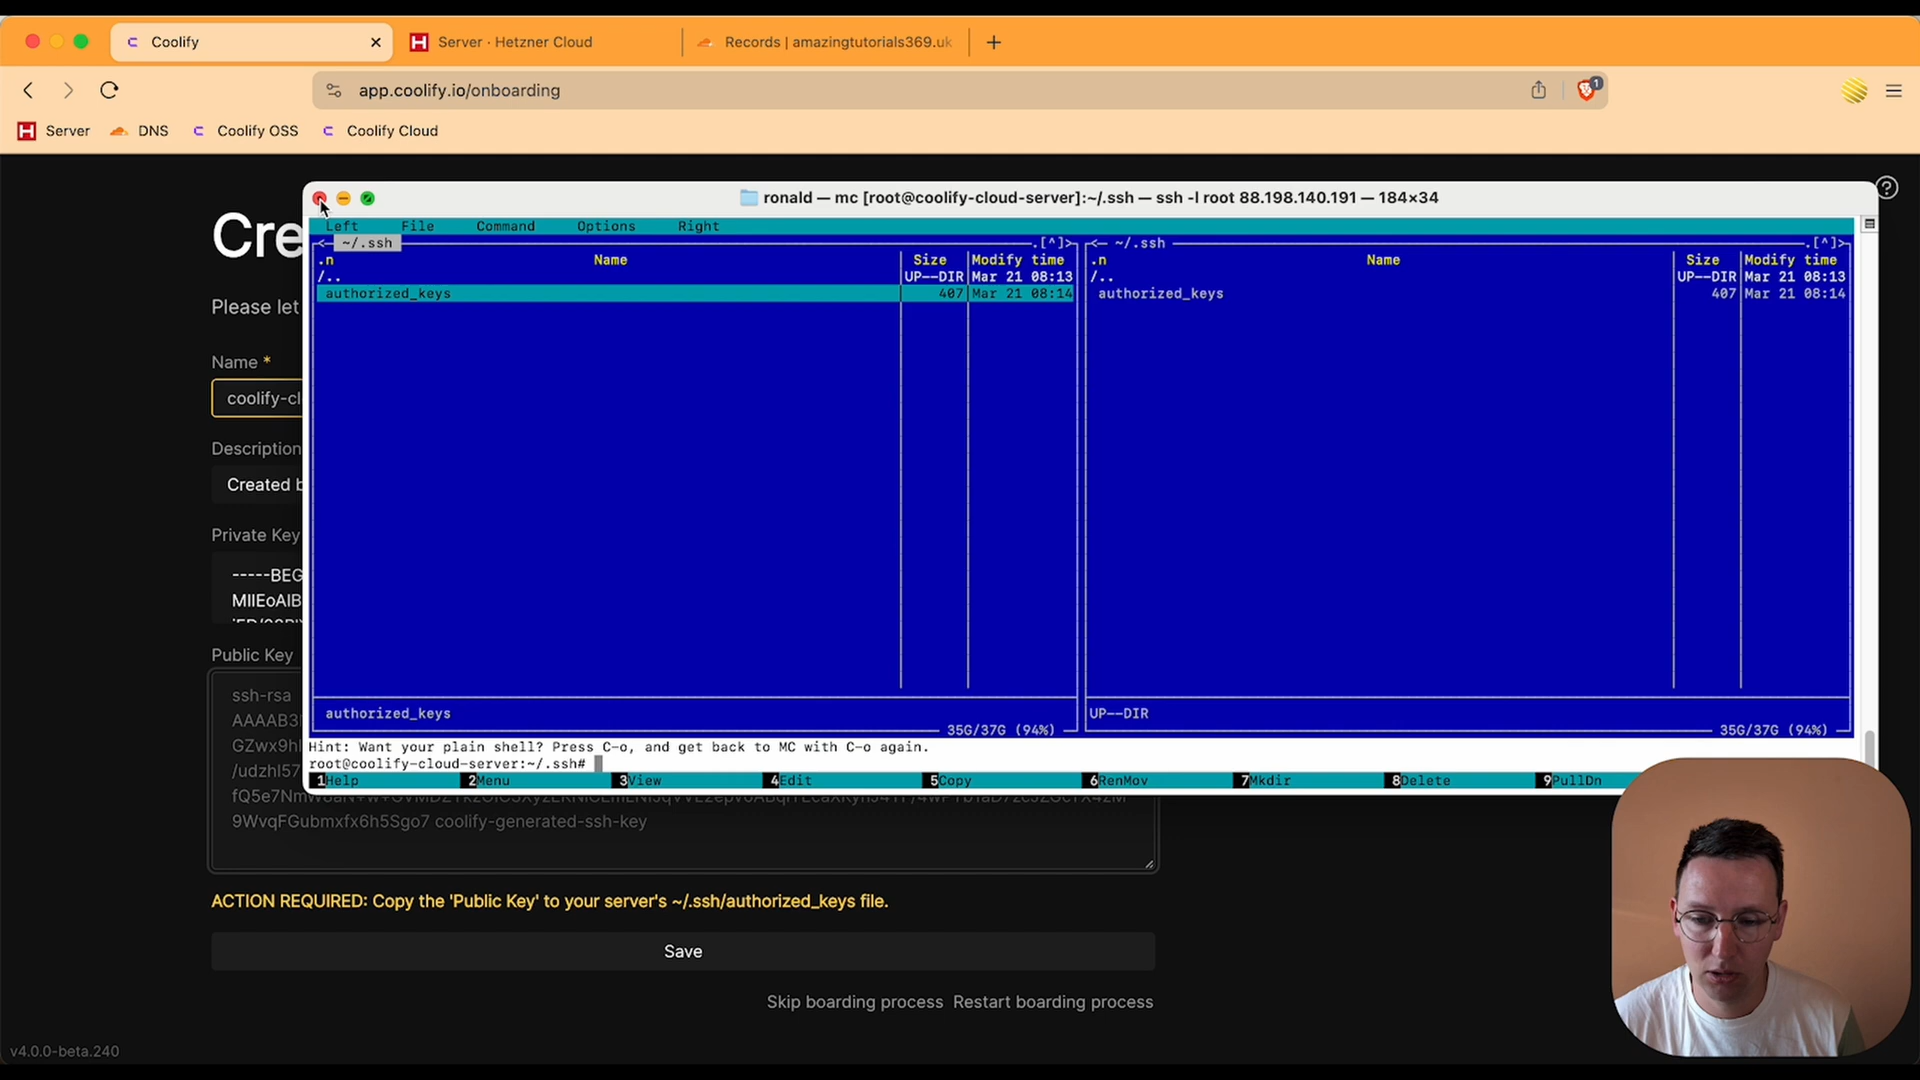 Coolify
Server · Hetzner Cloud
Records | amazingtutorials369.uk
app.coolify.io/onboarding
1
Server
DNS
Coolify OSS
Coolify Cloud
ronald — mc [root@coolify-cloud-server]:~/.ssh — ssh -l root 88.198.140.191 — 184×34
Left File Command Options Right
<— ~/.ssh .[^]> <— ~/.ssh .[^]>
.n Name Size Modify time .n Name Size Modify time
/.. UP--DIR Mar 21 08:13 /.. UP--DIR Mar 21 08:13
authorized_keys 407 Mar 21 08:14 authorized_keys 407 Mar 21 08:14
authorized_keys UP--DIR
35G/37G (94%) 35G/37G (94%)
Hint: Want your plain shell? Press C-o, and get back to MC with C-o again.
root@coolify-cloud-server:~/.ssh#
1Help 2Menu 3View 4Edit 5Copy 6RenMov 7Mkdir 8Delete 9PullDn
Cre
Please let
Name *
coolify-cl
Description
Created b
Private Key
-----BEG
MIIEoAIB
Public Key
ssh-rsa
AAAAB3
GZwx9hl
/udzhl57
9WvqFGubmxfx6h5Sgo7 coolify-generated-ssh-key
ACTION REQUIRED: Copy the 'Public Key' to your server's ~/.ssh/authorized_keys file.
Save
Skip boarding process Restart boarding process
v4.0.0-beta.240